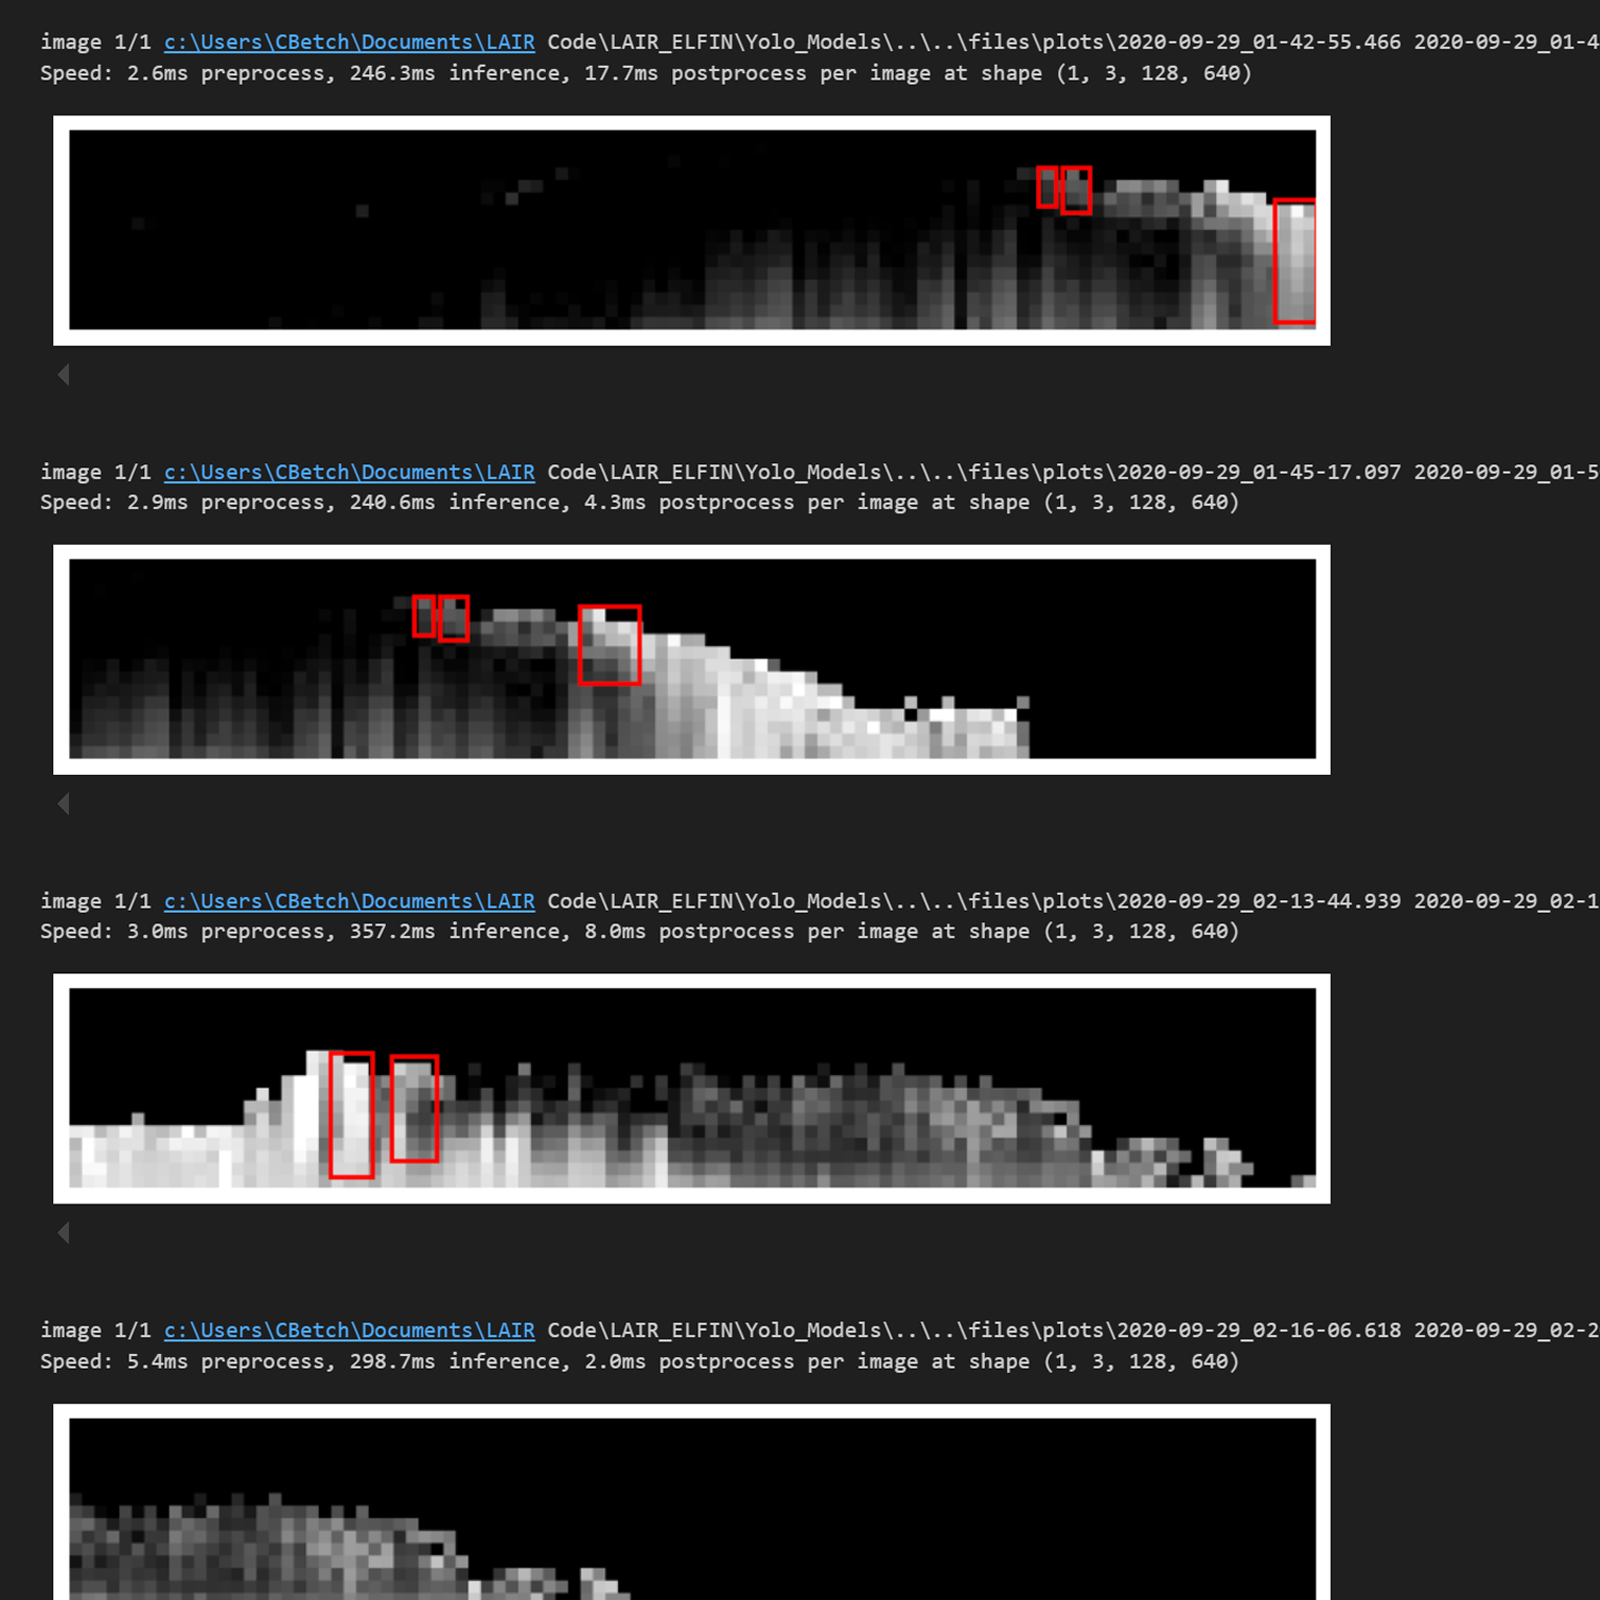 image 1/1 c:\Users\CBetch\Documents\LAIR Code\LAIR_ELFIN\Yolo_Models\..\..\files\plots\2020-09-29_01-42-55.466 2020-09-29_01-4
Speed: 2.6ms preprocess, 246.3ms inference, 17.7ms postprocess per image at shape (1, 3, 128, 640)
image 1/1 c:\Users\CBetch\Documents\LAIR Code\LAIR_ELFIN\Yolo_Models\..\..\files\plots\2020-09-29_01-45-17.097 2020-09-29_01-5
Speed: 2.9ms preprocess, 240.6ms inference, 4.3ms postprocess per image at shape (1, 3, 128, 640)
image 1/1 c:\Users\CBetch\Documents\LAIR Code\LAIR_ELFIN\Yolo_Models\..\..\files\plots\2020-09-29_02-13-44.939 2020-09-29_02-1
Speed: 3.0ms preprocess, 357.2ms inference, 8.0ms postprocess per image at shape (1, 3, 128, 640)
image 1/1 c:\Users\CBetch\Documents\LAIR Code\LAIR_ELFIN\Yolo_Models\..\..\files\plots\2020-09-29_02-16-06.618 2020-09-29_02-2
Speed: 5.4ms preprocess, 298.7ms inference, 2.0ms postprocess per image at shape (1, 3, 128, 640)